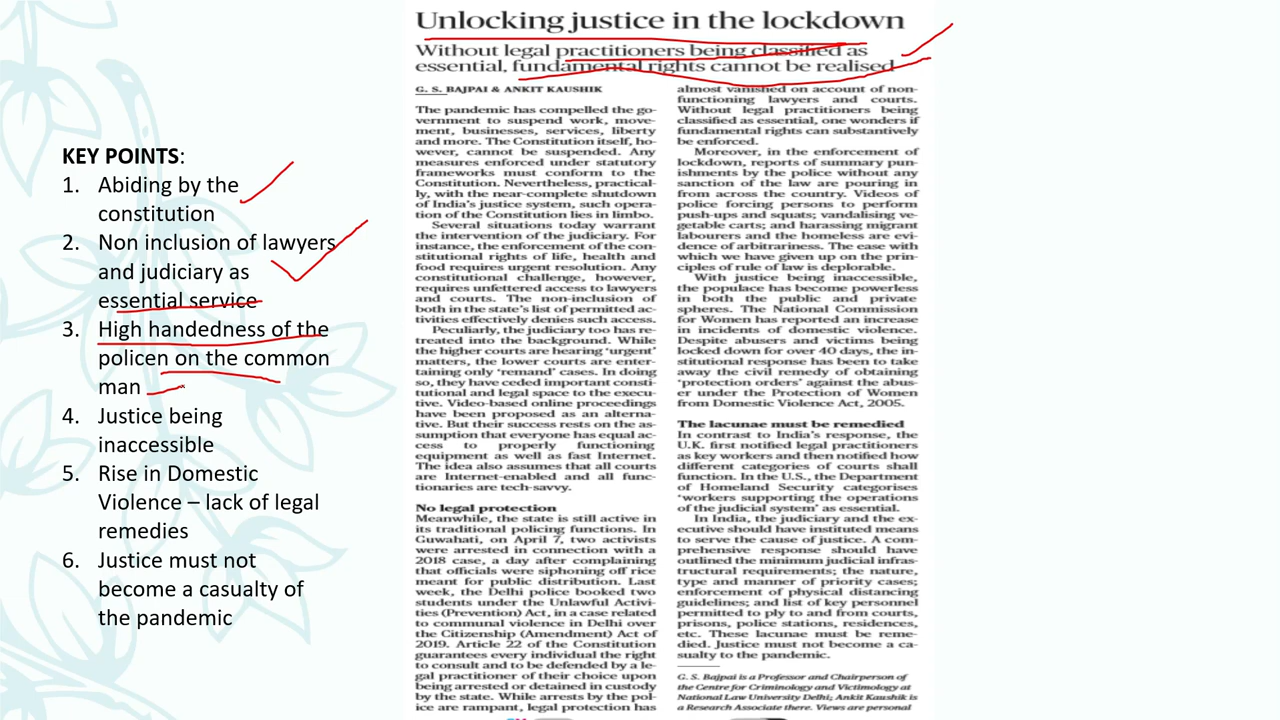 KEY POINTS:
1. Abiding by the
constitution
2. Non inclusion of lawyers
and judiciary as
essential service
3. High handedness of the
policen on the common
man
4. Justice being
inaccessible
5. Rise in Domestic
Violence – lack of legal
remedies
6. Justice must not
become a casualty of
the pandemic
Unlocking justice in the lockdown
Without legal practitioners being classified as
essential, fundamental rights cannot be realised
G. S. BAJPAI & ANKIT KAUSHIK
The pandemic has compelled the go-
vernment to suspend work, move-
ment, businesses, services, liberty
and more. The Constitution itself, ho-
wever, cannot be suspended. Any
measures enforced under statutory
frameworks must conform to the
Constitution. Nevertheless, practical-
ly, with the near-complete shutdown
of India's justice system, such opera-
tion of the Constitution lies in limbo.
Several situations today warrant
the intervention of the judiciary. For
instance, the enforcement of the con-
stitutional rights of life, health and
food requires urgent resolution. Any
constitutional challenge, however,
requires unfettered access to lawyers
and courts. The non-inclusion of
both in the state's list of permitted ac-
tivities effectively denies such access.
Peculiarly, the judiciary too has re-
treated into the background. While
the higher courts are hearing 'urgent'
matters, the lower courts are enter-
taining only 'remand' cases. In doing
so, they have ceded important consti-
tutional and legal space to the execu-
tive. Video-based online proceedings
have been proposed as an alterna-
tive. But their success rests on the as-
sumption that everyone has equal ac-
cess to properly functioning
equipment as well as fast Internet.
The idea also assumes that all courts
are Internet-enabled and all func-
tionaries are tech-savvy.
No legal protection
Meanwhile, the state is still active in
its traditional policing functions. In
Guwahati, on April 7, two activists
were arrested in connection with a
2018 case, a day after complaining
that officials were siphoning off rice
meant for public distribution. Last
week, the Delhi police booked two
students under the Unlawful Activi-
ties (Prevention) Act, in a case related
to communal violence in Delhi over
the Citizenship (Amendment) Act of
2019. Article 22 of the Constitution
guarantees every individual the right
to consult and to be defended by a le-
gal practitioner of their choice upon
being arrested or detained in custody
by the state. While arrests by the pol-
ice are rampant, legal protection has
almost vanished on account of non-
functioning lawyers and courts.
Without legal practitioners being
classified as essential, one wonders if
fundamental rights can substantively
be enforced.
Moreover, in the enforcement of
lockdown, reports of summary pun-
ishments by the police without any
sanction of the law are pouring in
from across the country. Videos of
police forcing persons to perform
push-ups and squats; vandalising ve-
getable carts; and harassing migrant
labourers and the homeless are evi-
dence of arbitrariness. The ease with
which we have given up on the prin-
ciples of rule of law is deplorable.
With justice being inaccessible,
the populace has become powerless
in both the public and private
spheres. The National Commission
for Women has reported an increase
in incidents of domestic violence.
Despite abusers and victims being
locked down for over 40 days, the in-
stitutional response has been to take
away the civil remedy of obtaining
'protection orders' against the abus-
er under the Protection of Women
from Domestic Violence Act, 2005.
The lacunae must be remedied
In contrast to India's response, the
U.K. first notified legal practitioners
as key workers and then notified how
different categories of courts shall
function. In the U.S., the Department
of Homeland Security categorises
'workers supporting the operations
of the judicial system' as essential.
In India, the judiciary and the ex-
ecutive should have instituted means
to serve the cause of justice. A com-
prehensive response should have
outlined the minimum judicial infras-
tructural requirements; the nature,
type and manner of priority cases;
enforcement of physical distancing
guidelines; and list of key personnel
permitted to ply to and from courts,
prisons, police stations, residences,
etc. These lacunae must be reme-
died. Justice must not become a ca-
sualty to the pandemic.
G. S. Bajpai is a Professor and Chairperson of
the Centre for Criminology and Victimology at
National Law University Delhi; Ankit Kaushik is
a Research Associate there. Views are personal